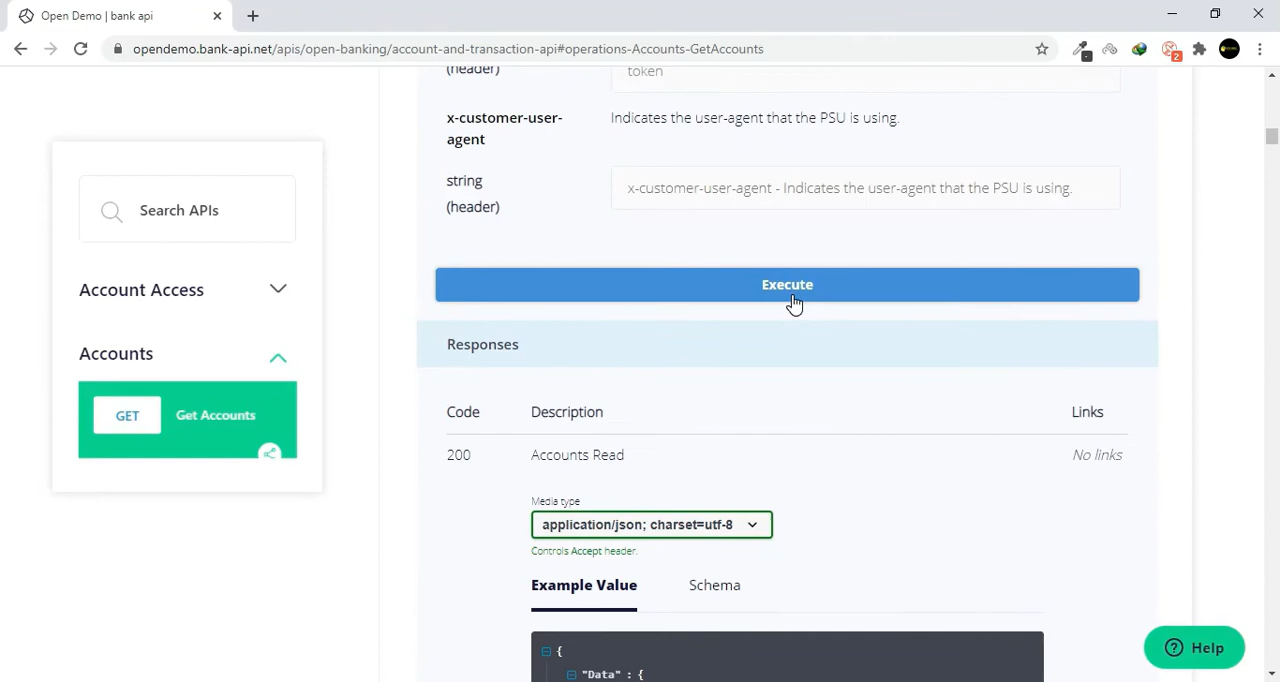 Open Demo | bank api
opendemo.bank-api.net/apis/open-banking/account-and-transaction-api#operations-Accounts-GetAccounts
2
(header)
token
x-customer-user-
agent
Indicates the user-agent that the PSU is using.
string
(header)
x-customer-user-agent - Indicates the user-agent that the PSU is using.
Search APIs
Account Access
Accounts
GET Get Accounts
Execute
Responses
Code Description Links
200 Accounts Read No links
Media type
application/json; charset=utf-8
Controls Accept header.
Example Value Schema
{
"Data" : {
? Help